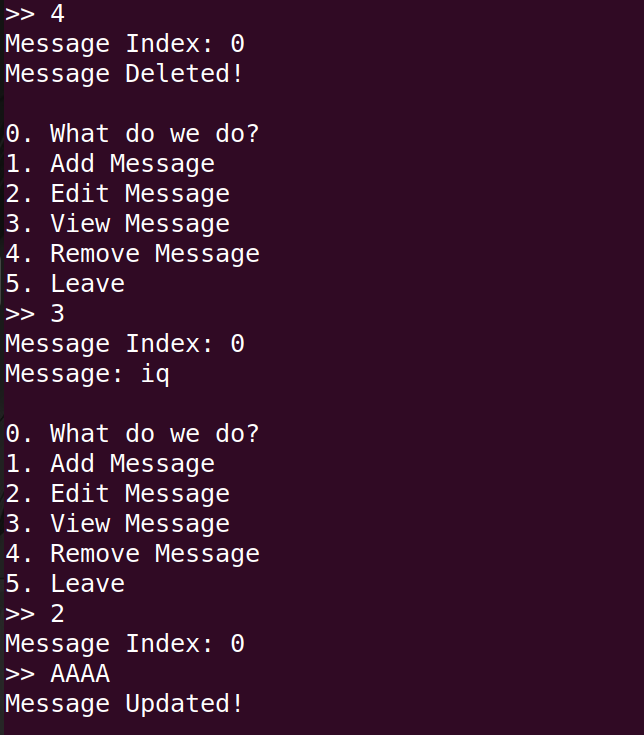 >> 4
Message Index: 0
Message Deleted!
0. What do we do?
1. Add Message
2. Edit Message
3. View Message
4. Remove Message
5. Leave
>> 3
Message Index: 0
Message: iq
0. What do we do?
1. Add Message
2. Edit Message
3. View Message
4. Remove Message
5. Leave
>> 2
Message Index: 0
>> AAAA
Message Updated!